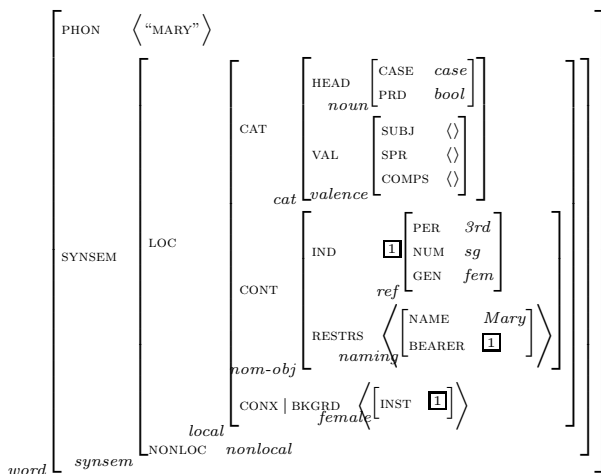 PHON ⟨“MARY”⟩
HEAD CASE case
PRD bool
noun
CAT
SUBJ ⟨⟩
VAL SPR ⟨⟩
COMPS ⟨⟩
cat valence
PER 3rd
LOC IND 1 NUM sg
SYNSEM GEN fem
CONT ref
NAME Mary
RESTRS ⟨ BEARER 1 ⟩
naming
nom-obj
CONX | BKGRD ⟨ [INST 1] ⟩
female
local
NONLOC nonlocal
synsem
word